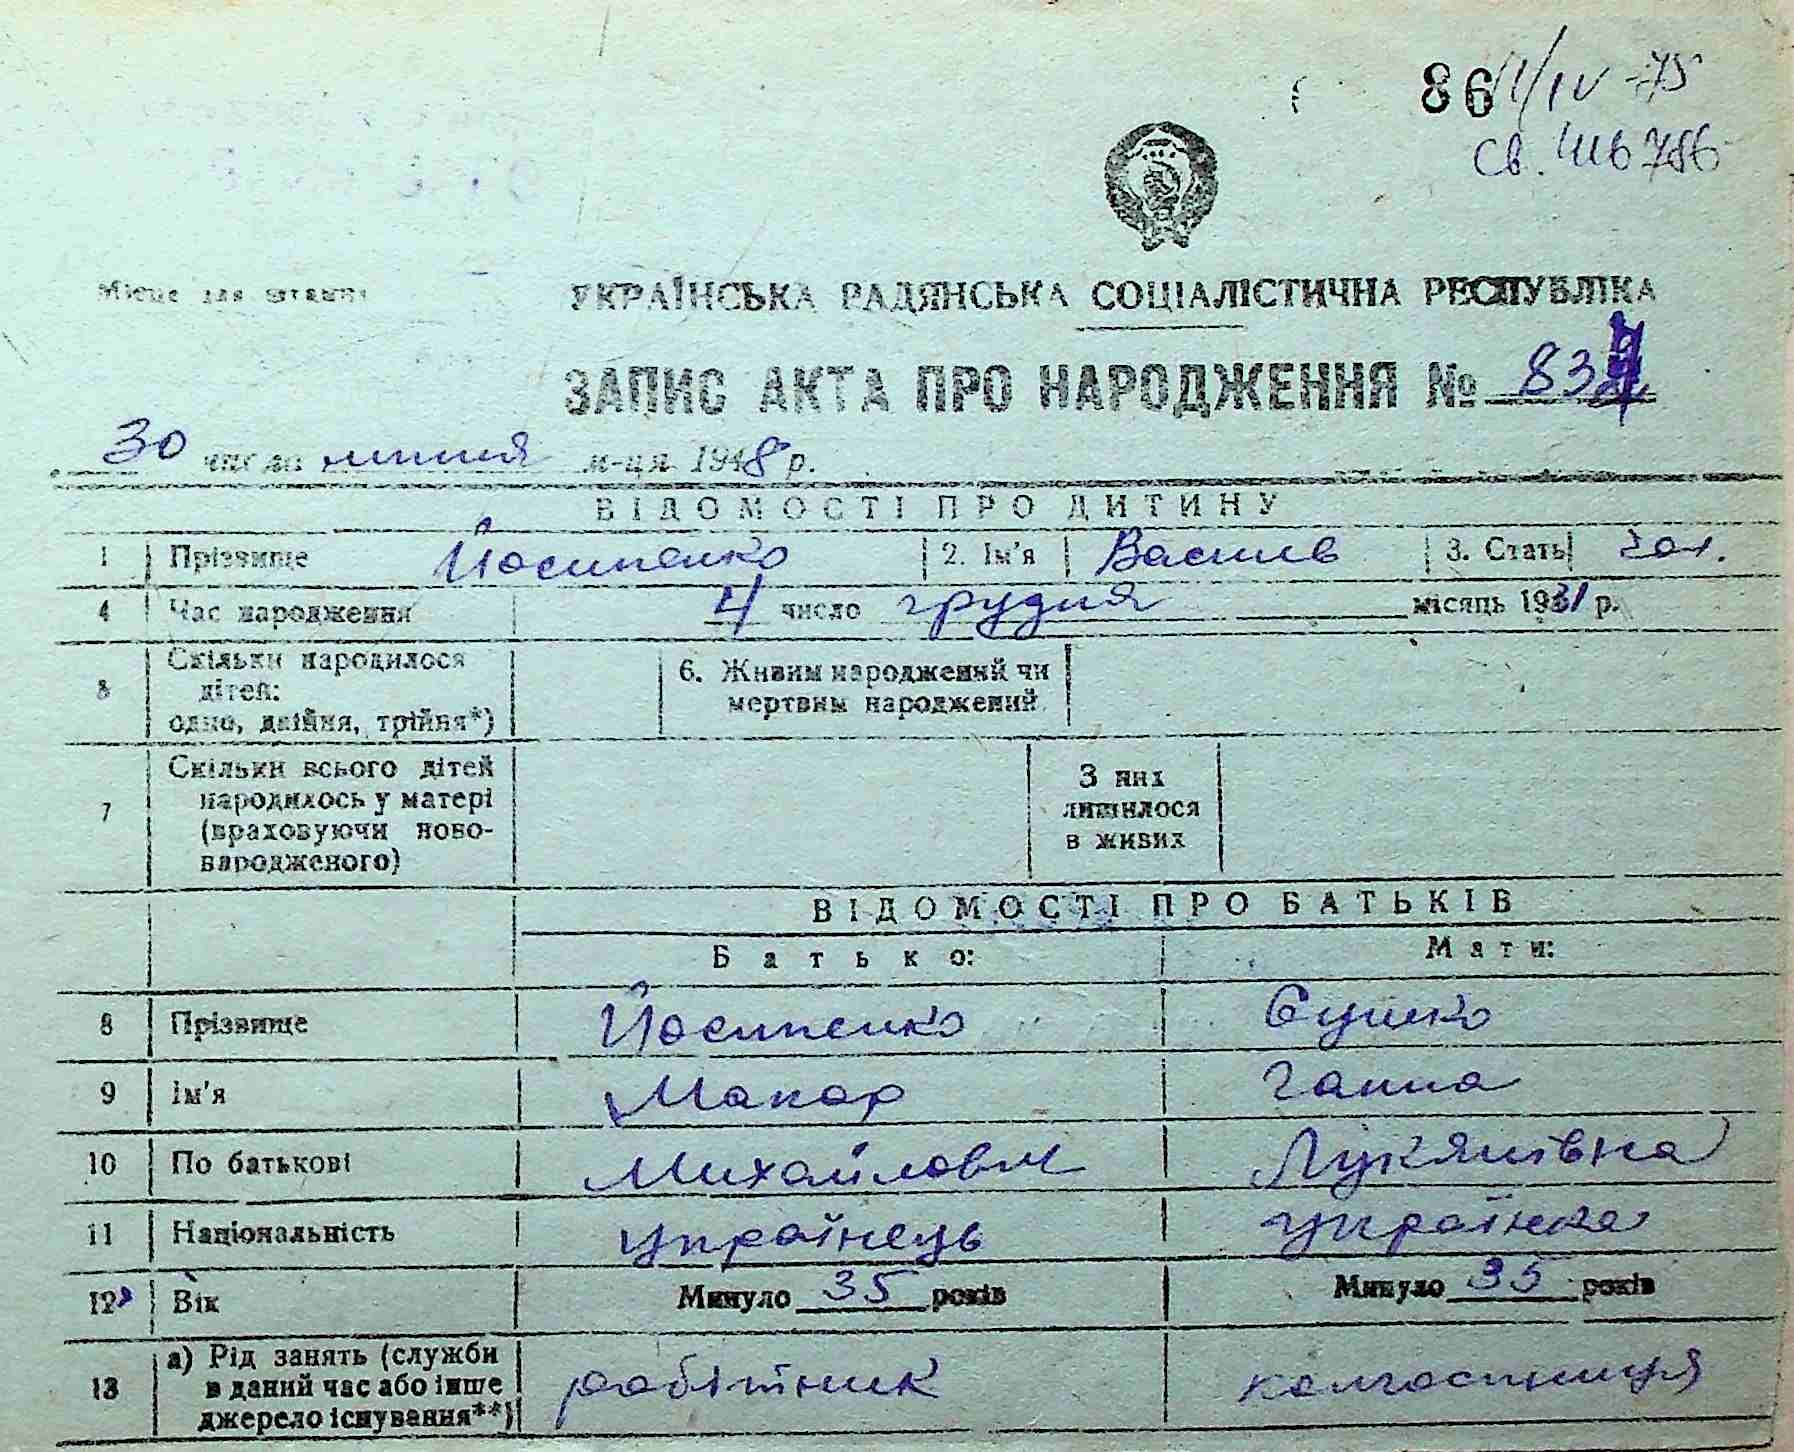 86 1/IV-75
Св. ШБ 786
Місце для штампу
УКРАЇНСЬКА РАДЯНСЬКА СОЦІАЛІСТИЧНА РЕСПУБЛІКА
ЗАПИС АКТА ПРО НАРОДЖЕННЯ № 83
30 числа липня м-ця 1948 р.
ВІДОМОСТІ ПРО ДИТИНУ
1 Прізвище Йосипенко 2. Ім'я Василь 3. Стать чол.
4 Час народження 4 число грудня місяць 1931 р.
5 Скільки народилося дітей: одно, двійня, трійня*) 6. Живим народжений чи мертвим народжений
7 Скільки всього дітей народилось у матері (враховуючи новонародженого) З них лишилося в живих
ВІДОМОСТІ ПРО БАТЬКІВ
Батько: Мати:
8 Прізвище Йосипенко Сушко
9 Ім'я Макар Ганна
10 По батькові Михайлович Лукянівна
11 Національність українець українка
12 Вік Минуло 35 років Минуло 35 років
13 а) Рід занять (служби в даний час або інше джерело існування**) робітник колгоспниця